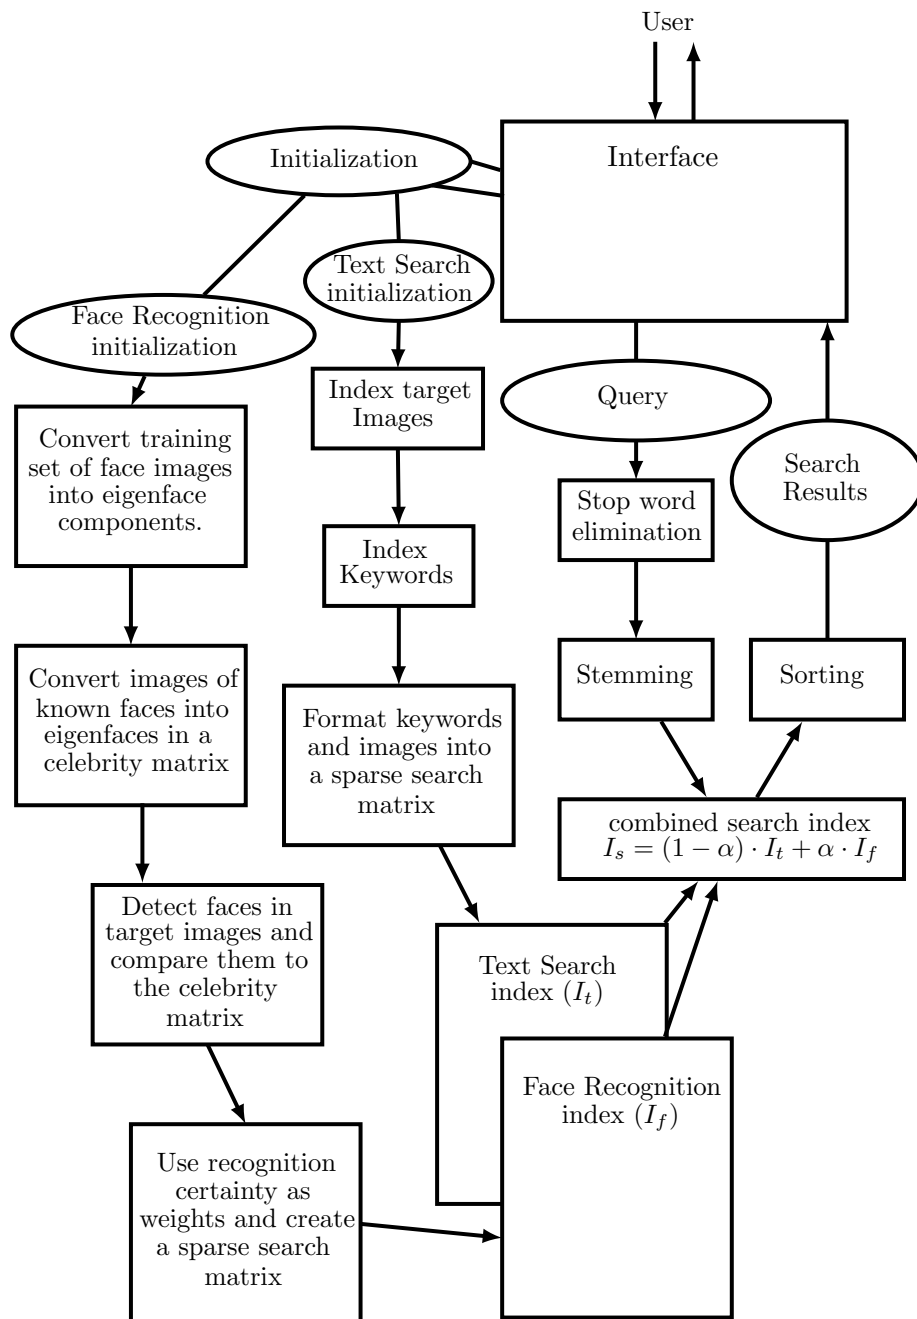 User
Interface
Initialization
Text Search
initialization
Face Recognition
initialization
Index target
Images
Query
Convert training
set of face images
into eigenface
components.
Search
Results
Stop word
elimination
Index
Keywords
Convert images of
known faces into
eigenfaces in a
celebrity matrix
Stemming
Sorting
Format keywords
and images into
a sparse search
matrix
combined search index
I_s = (1 − α) · I_t + α · I_f
Detect faces in
target images and
compare them to
the celebrity
matrix
Text Search
index (I_t)
Face Recognition
index (I_f)
Use recognition
certainty as
weights and create
a sparse search
matrix